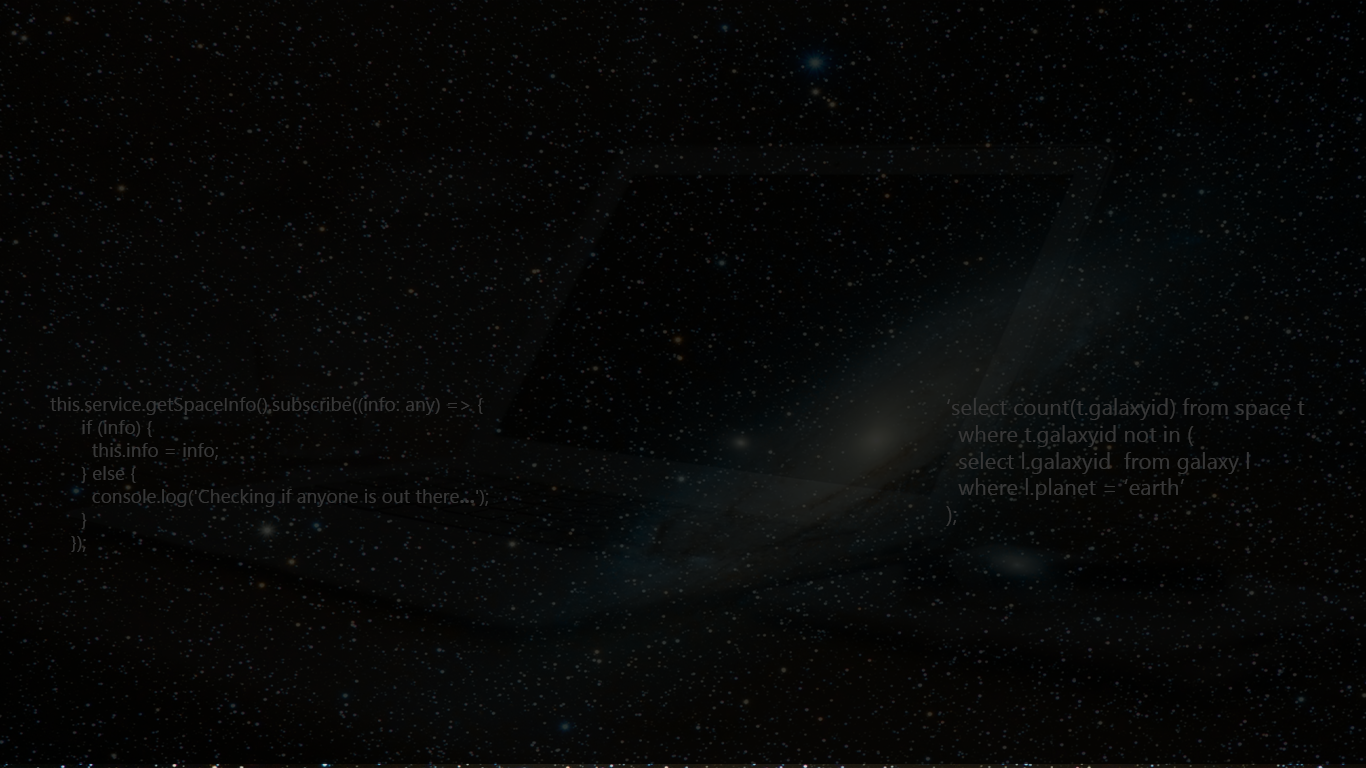 this.service.getSpaceInfo().subscribe((info: any) => {
if (info) {
this.info = info;
} else {
console.log('Checking if anyone is out there...');
}
});
'select count(t.galaxyid) from space t
where t.galaxyid not in (
select l.galaxyid from galaxy l
where l.planet = ‘earth’
);